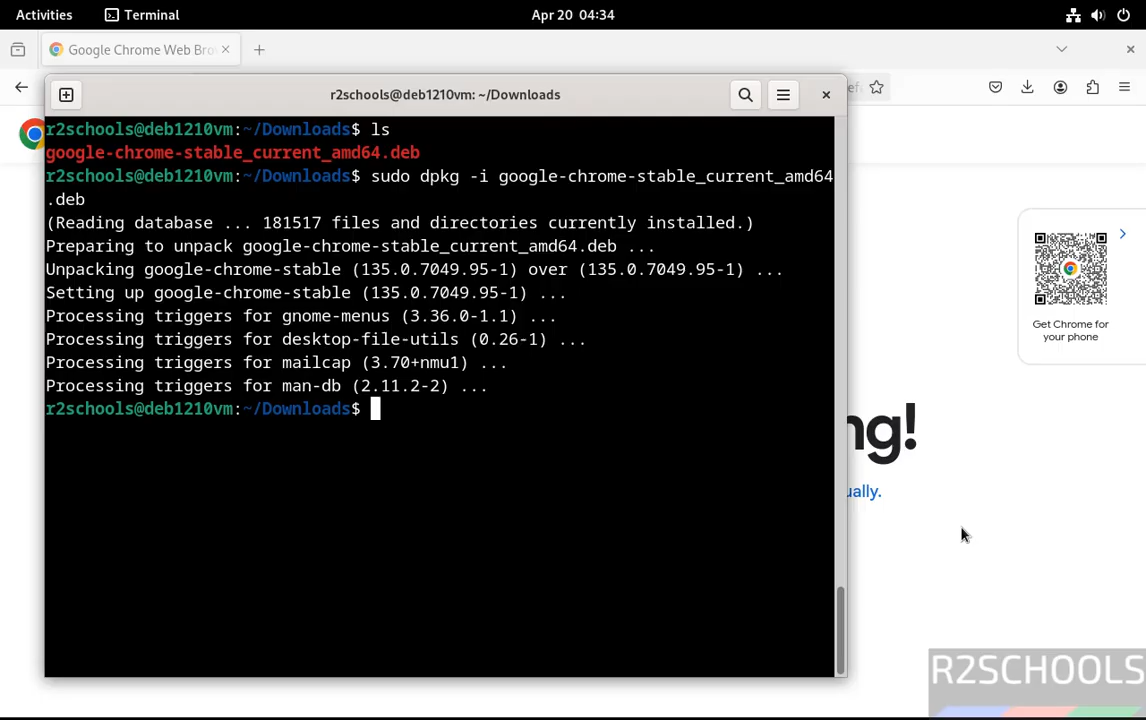 Activities Terminal Apr 20 04:34
Google Chrome Web Bro
r2schools@deb1210vm: ~/Downloads
r2schools@deb1210vm:~/Downloads$ ls
google-chrome-stable_current_amd64.deb
r2schools@deb1210vm:~/Downloads$ sudo dpkg -i google-chrome-stable_current_amd64
.deb
(Reading database ... 181517 files and directories currently installed.)
Preparing to unpack google-chrome-stable_current_amd64.deb ...
Unpacking google-chrome-stable (135.0.7049.95-1) over (135.0.7049.95-1) ...
Setting up google-chrome-stable (135.0.7049.95-1) ...
Processing triggers for gnome-menus (3.36.0-1.1) ...
Processing triggers for desktop-file-utils (0.26-1) ...
Processing triggers for mailcap (3.70+nmu1) ...
Processing triggers for man-db (2.11.2-2) ...
r2schools@deb1210vm:~/Downloads$
Get Chrome for
your phone
ng!
ually.
R2SCHOOLS